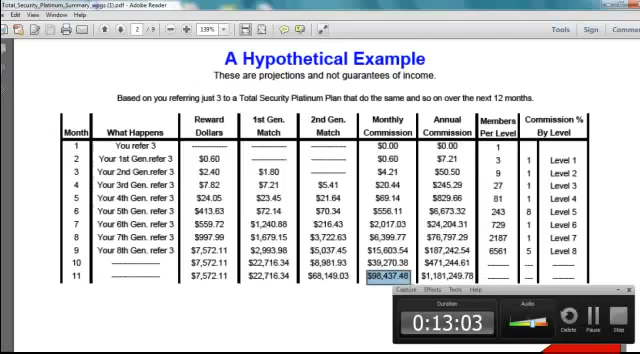 Total_Security_Platinum_Summary_wpgs (1).pdf - Adobe Reader
Edit View Window Help
2 / 9 139% Tools Sign Comment
A Hypothetical Example
These are projections and not guarantees of income.
Based on you referring just 3 to a Total Security Platinum Plan that do the same and so on over the next 12 months.
Reward 1st Gen. 2nd Gen. Monthly Annual Members Commission %
Month What Happens Dollars Match Match Commission Commission Per Level By Level
1 You refer 3 ---------- ---------- ---------- $0.00 $0.00 1
2 Your 1st Gen.refer 3 $0.60 ---------- ---------- $0.60 $7.21 3 1 Level 1
3 Your 2nd Gen.refer 3 $2.40 $1.80 ---------- $4.21 $50.50 9 1 Level 2
4 Your 3rd Gen. refer 3 $7.82 $7.21 $5.41 $20.44 $245.29 27 1 Level 3
5 Your 4th Gen. refer 3 $24.05 $23.45 $21.64 $69.14 $829.66 81 1 Level 4
6 Your 5th Gen. refer 3 $413.63 $72.14 $70.34 $556.11 $6,673.32 243 8 Level 5
7 Your 6th Gen. refer 3 $559.72 $1,240.88 $216.43 $2,017.03 $24,204.31 729 1 Level 6
8 Your 7th Gen. refer 3 $997.99 $1,679.15 $3,722.63 $6,399.77 $76,797.29 2187 1 Level 7
9 Your 8th Gen. refer 3 $7,572.11 $2,993.98 $5,037.45 $15,603.54 $187,242.54 6561 5 Level 8
10 ---------- $7,572.11 $22,716.34 $8,981.93 $39,270.38 $471,244.61 ------ ---- ------
11 ---------- $7,572.11 $22,716.34 $68,149.03 $98,437.48 $1,181,249.78 ------ ---- ------
Capture Effects Tools Help
Duration Audio
0:13:03 Delete Pause Stop